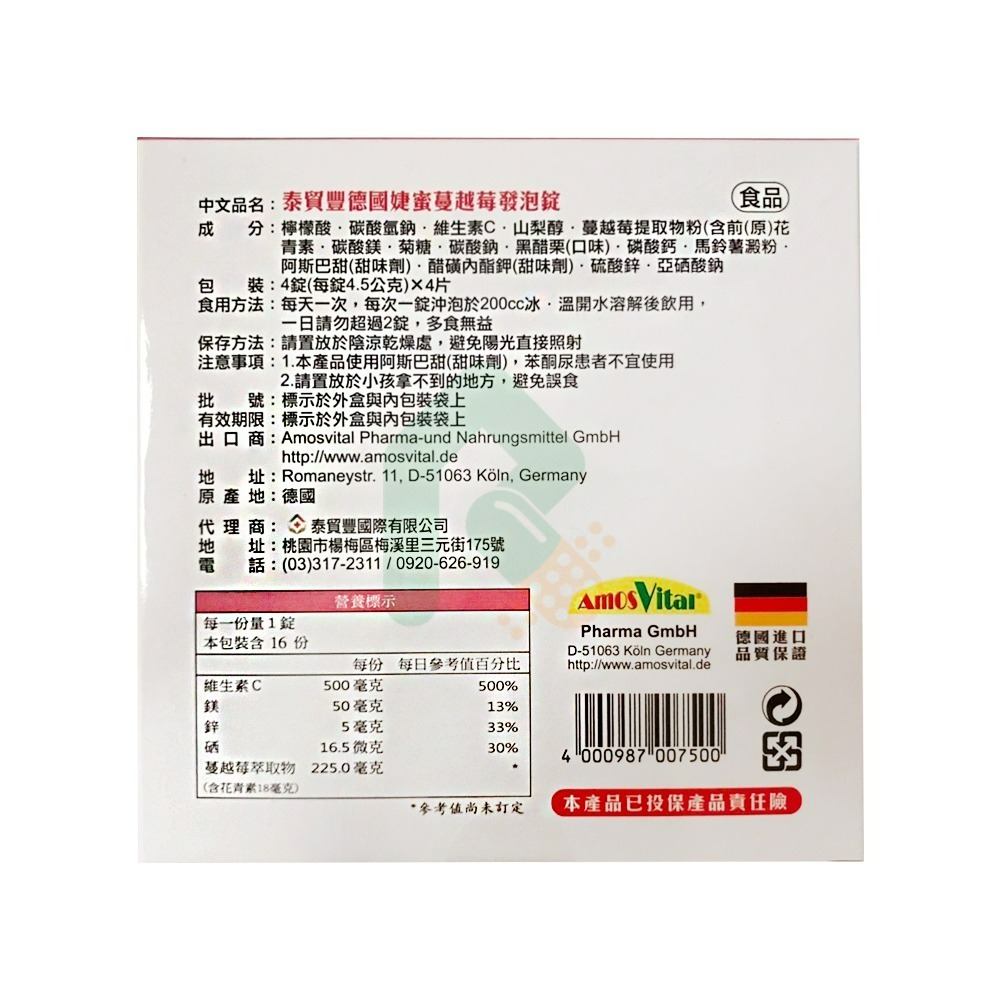 食品
中文品名：泰貿豐德國婕蜜蔓越莓發泡錠
成分：檸檬酸・碳酸氫鈉・維生素C・山梨醇・蔓越莓提取物粉(含前(原)花
青素・碳酸鎂・菊糖・碳酸鈉・黑醋栗(口味)・磷酸鈣・馬鈴薯澱粉・
阿斯巴甜(甜味劑)・醋磺內酯鉀(甜味劑)・硫酸鋅・亞硒酸鈉
包裝：4錠(每錠4.5公克)×4片
食用方法：每天一次，每次一錠沖泡於200cc冰・溫開水溶解後飲用，
一日請勿超過2錠，多食無益
保存方法：請置放於陰涼乾燥處，避免陽光直接照射
注意事項：1.本產品使用阿斯巴甜(甜味劑)，苯酮尿患者不宜使用
2.請置放於小孩拿不到的地方，避免誤食
批號：標示於外盒與內包裝袋上
有效期限：標示於外盒與內包裝袋上
出口商：Amosvital Pharma-und Nahrungsmittel GmbH
http://www.amosvital.de
地址：Romaneystr. 11, D-51063 Köln, Germany
原產地：德國
代理商：泰貿豐國際有限公司
地址：桃園市楊梅區梅溪里三元街175號
電話：(03)317-2311 / 0920-626-919
營養標示
每一份量1錠
本包裝含 16 份
每份 每日參考值百分比
維生素C 500毫克 500%
鎂 50毫克 13%
鋅 5毫克 33%
硒 16.5微克 30%
蔓越莓萃取物 225.0毫克 *
(含花青素18毫克)
*參考值尚未訂定
AmosVital®
Pharma GmbH
D-51063 Köln Germany
http://www.amosvital.de
德國進口
品質保證
4 000987 007500
本產品已投保產品責任險